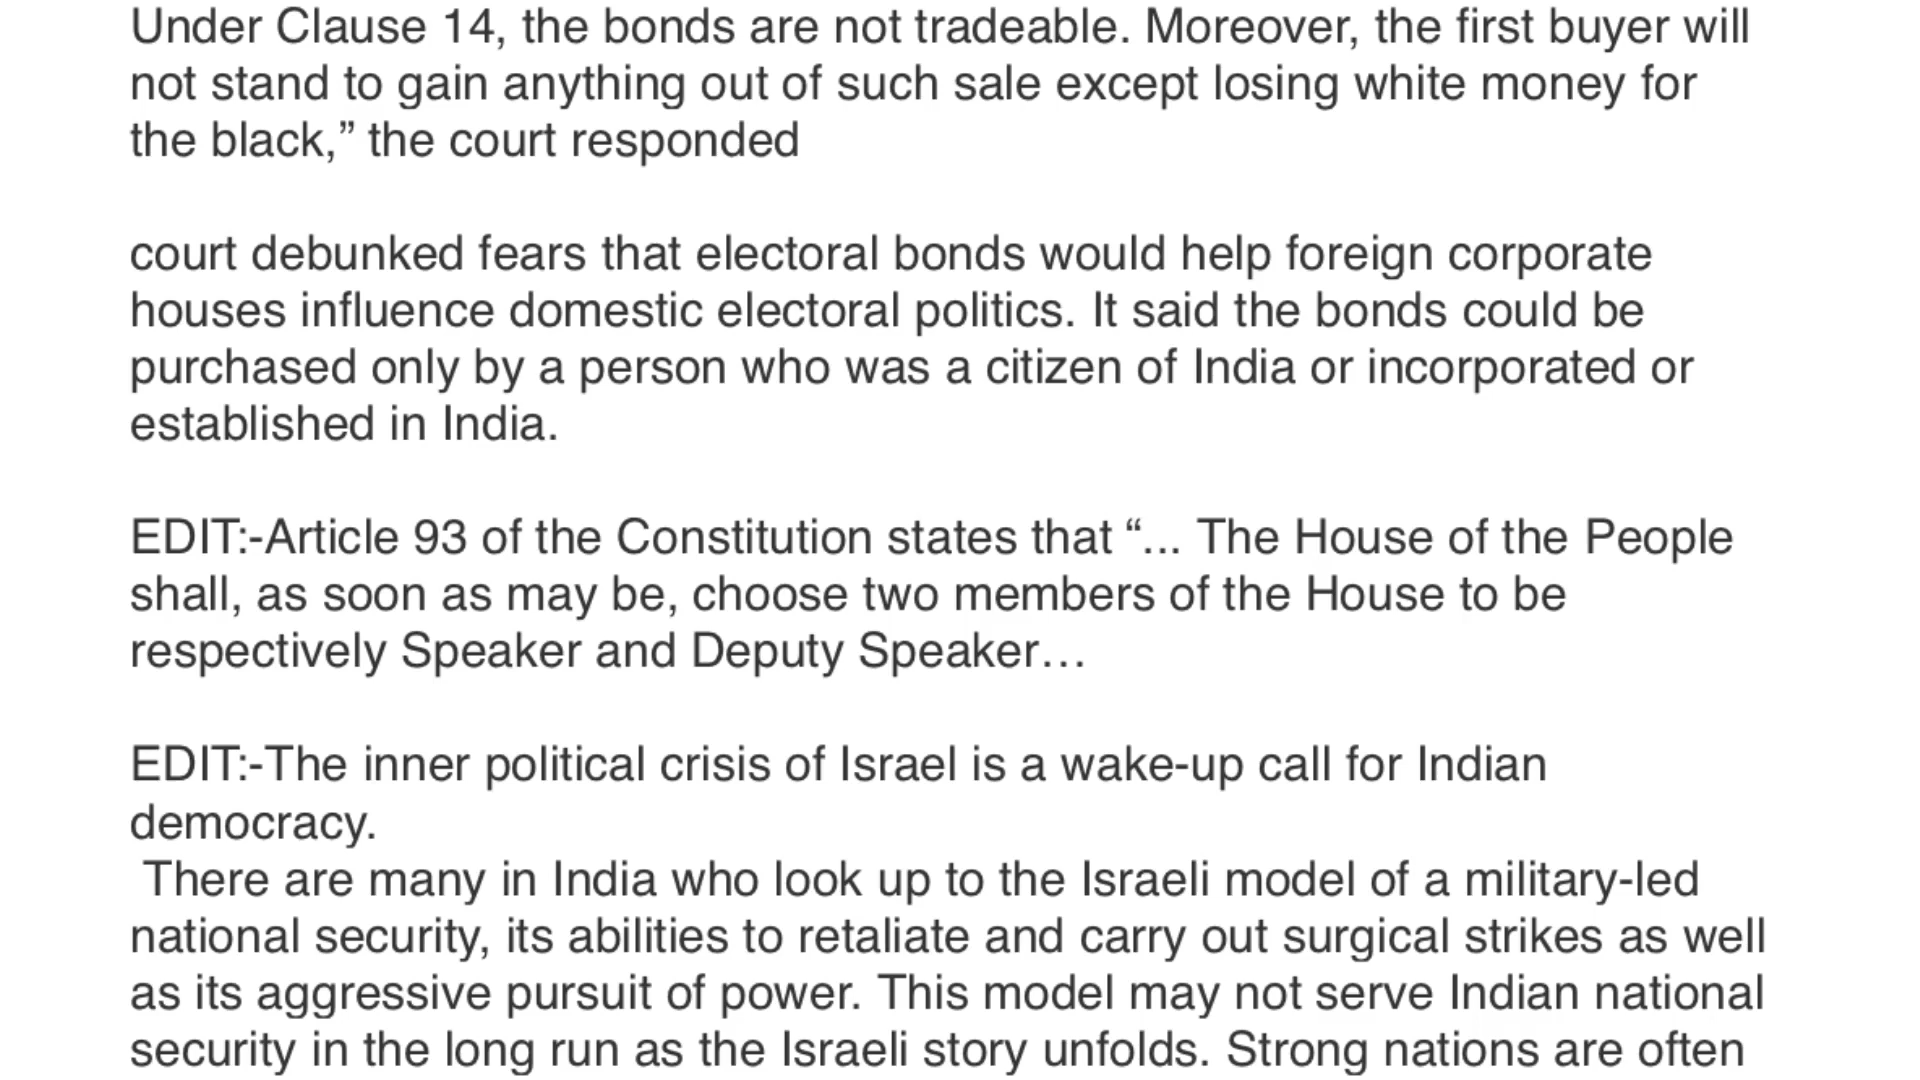 Under Clause 14, the bonds are not tradeable. Moreover, the first buyer will
not stand to gain anything out of such sale except losing white money for
the black,” the court responded
court debunked fears that electoral bonds would help foreign corporate
houses influence domestic electoral politics. It said the bonds could be
purchased only by a person who was a citizen of India or incorporated or
established in India.
EDIT:-Article 93 of the Constitution states that “... The House of the People
shall, as soon as may be, choose two members of the House to be
respectively Speaker and Deputy Speaker…
EDIT:-The inner political crisis of Israel is a wake-up call for Indian
democracy.
There are many in India who look up to the Israeli model of a military-led
national security, its abilities to retaliate and carry out surgical strikes as well
as its aggressive pursuit of power. This model may not serve Indian national
security in the long run as the Israeli story unfolds. Strong nations are often